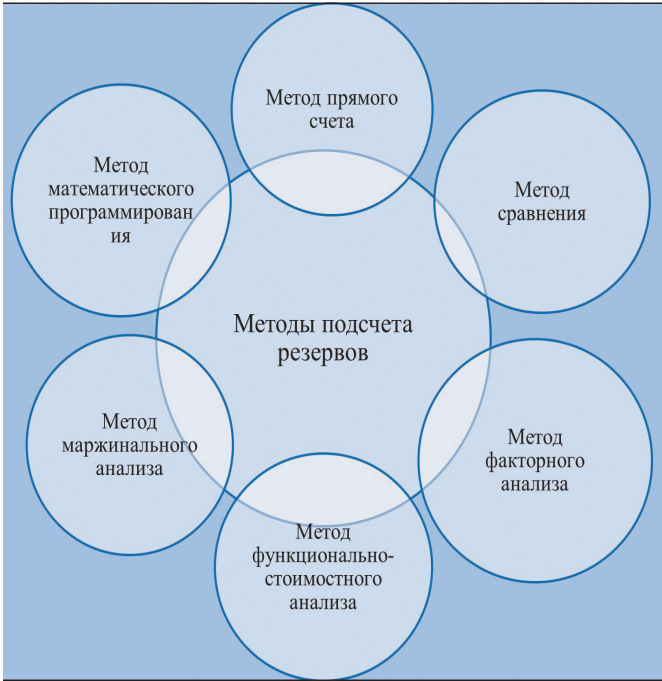 Метод прямого
счета
Метод
сравнения
Метод
факторного
анализа
Метод
функционально-
стоимостного
анализа
Метод
маржинального
анализа
Метод
математического
программирован
ия
Методы подсчета
резервов